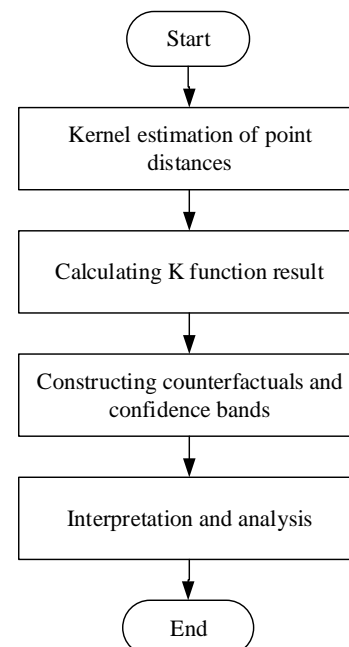 Start
Kernel estimation of point
distances
Calculating K function result
Constructing counterfactuals and
confidence bands
Interpretation and analysis
End